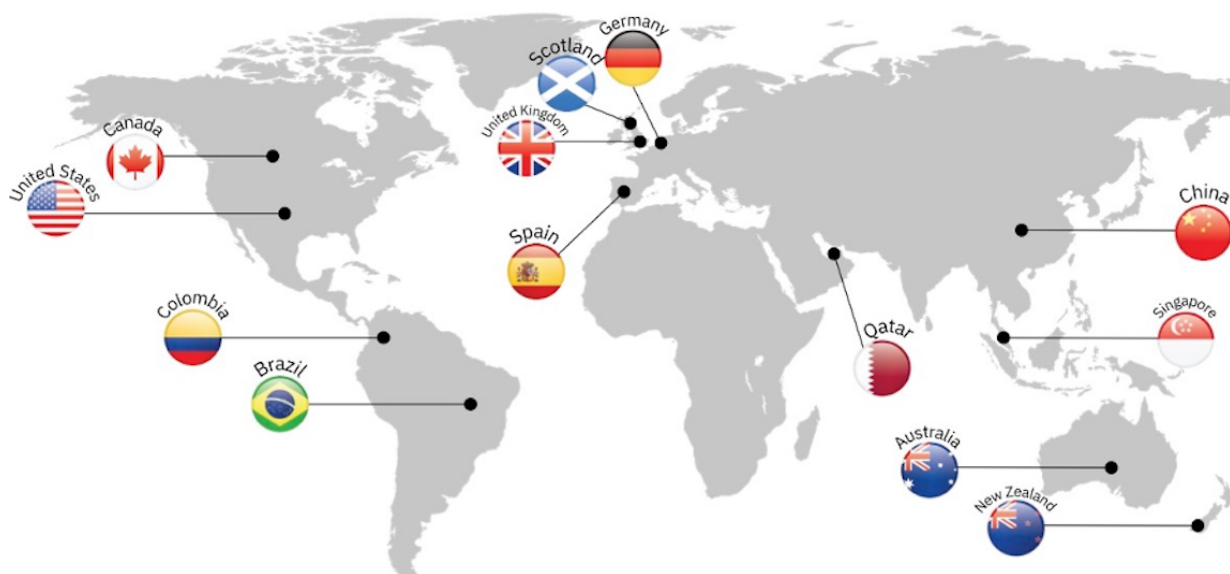 Germany
Scotland
United Kingdom
Canada
United States
China
Spain
Colombia
Singapore
Qatar
Brazil
Australia
New Zealand